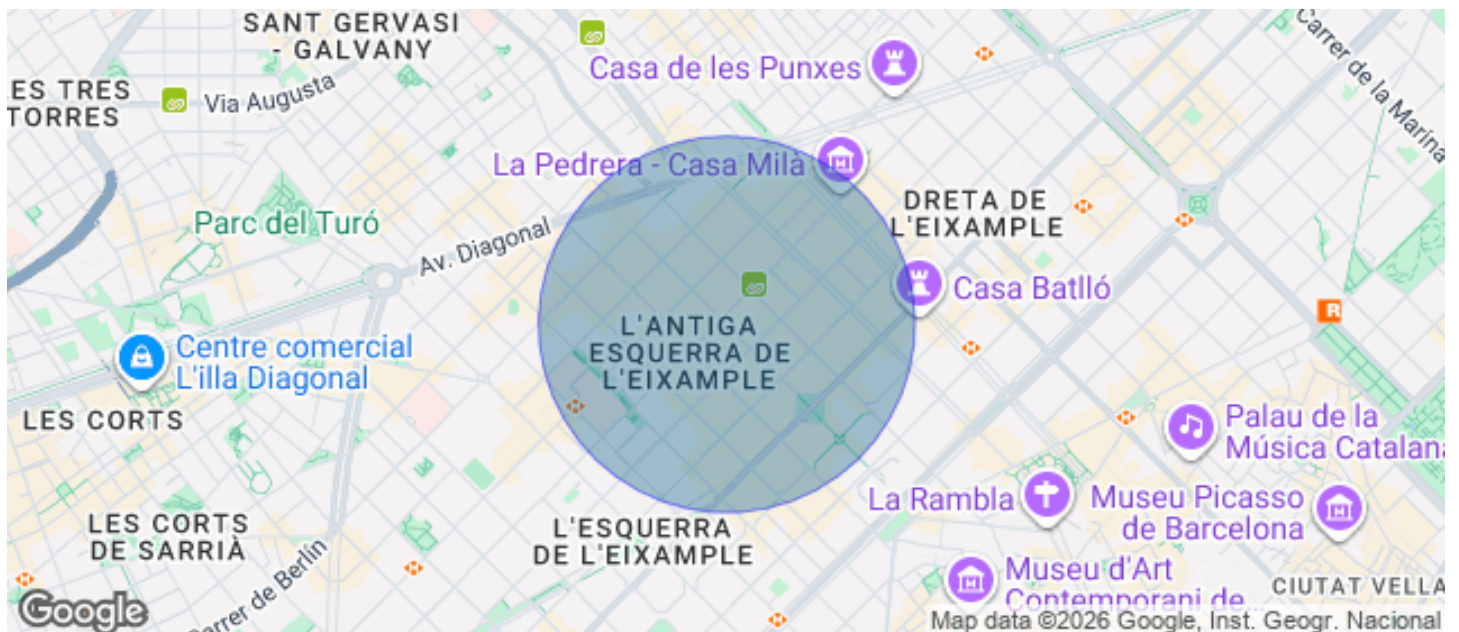 SANT GERVASI
- GALVANY
Casa de les Punxes
Carrer de la Marina
ES TRES
TORRES
Via Augusta
La Pedrera - Casa Milà
DRETA DE
L'EIXAMPLE
Parc del Turó
Av. Diagonal
Casa Batlló
R
L'ANTIGA
ESQUERRA DE
L'EIXAMPLE
Centre comercial
L'illa Diagonal
LES CORTS
Palau de la
Música Catalana
La Rambla
Museu Picasso
de Barcelona
LES CORTS
DE SARRIÀ
L'ESQUERRA
DE L'EIXAMPLE
Carrer de Berlín
Museu d'Art
Contemporani de...
CIUTAT VELLA
Google
Map data ©2026 Google, Inst. Geogr. Nacional